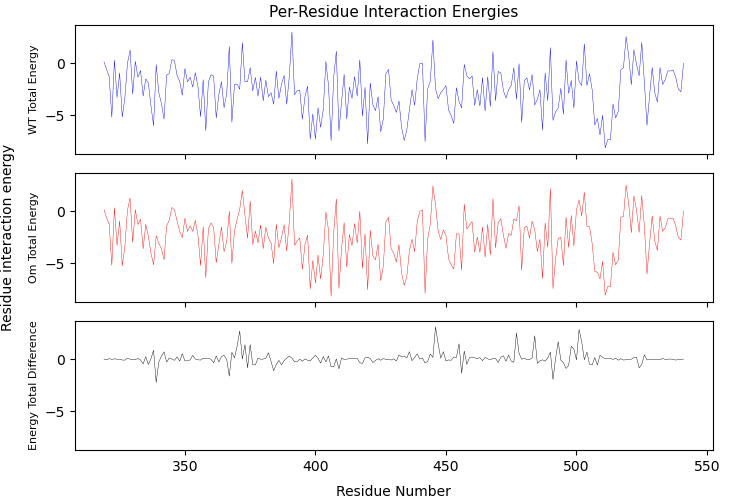 Per-Residue Interaction Energies
Residue interaction energy
WT Total Energy
0
−5
Om Total Energy
0
−5
Energy Total Difference
0
−5
350 400 450 500 550
Residue Number